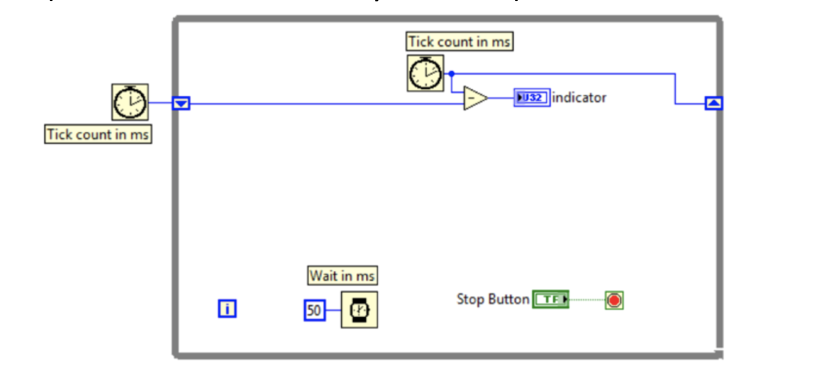 Tick count in ms
Tick count in ms
U32 indicator
Wait in ms
i
50
Stop Button TF